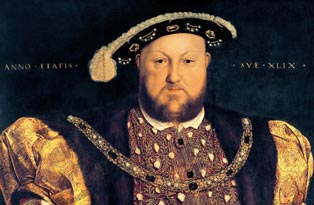 ANNO · ETATIS · SVÆ · XLIX ·